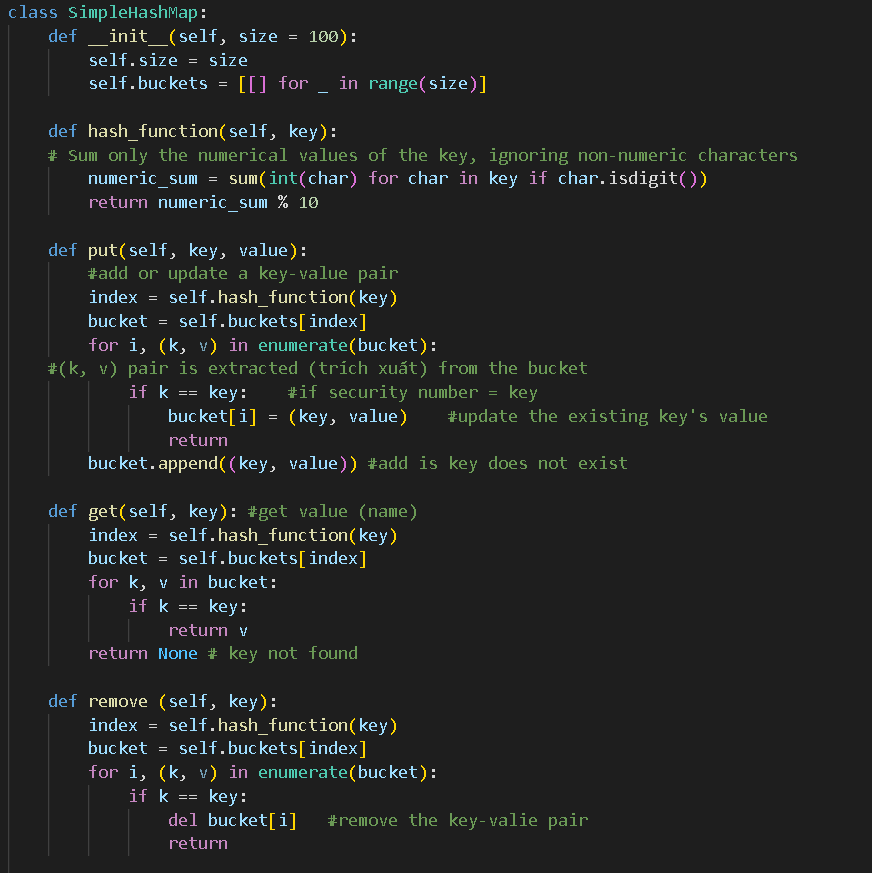 class SimpleHashMap:
    def __init__(self, size = 100):
        self.size = size
        self.buckets = [[] for _ in range(size)]

    def hash_function(self, key):
    # Sum only the numerical values of the key, ignoring non-numeric characters
        numeric_sum = sum(int(char) for char in key if char.isdigit())
        return numeric_sum % 10

    def put(self, key, value):
        #add or update a key-value pair
        index = self.hash_function(key)
        bucket = self.buckets[index]
        for i, (k, v) in enumerate(bucket):
    #(k, v) pair is extracted (trích xuất) from the bucket
            if k == key:    #if security number = key
                bucket[i] = (key, value)    #update the existing key's value
                return
        bucket.append((key, value)) #add is key does not exist

    def get(self, key): #get value (name)
        index = self.hash_function(key)
        bucket = self.buckets[index]
        for k, v in bucket:
            if k == key:
                return v
        return None # key not found

    def remove (self, key):
        index = self.hash_function(key)
        bucket = self.buckets[index]
        for i, (k, v) in enumerate(bucket):
            if k == key:
                del bucket[i]   #remove the key-valie pair
                return